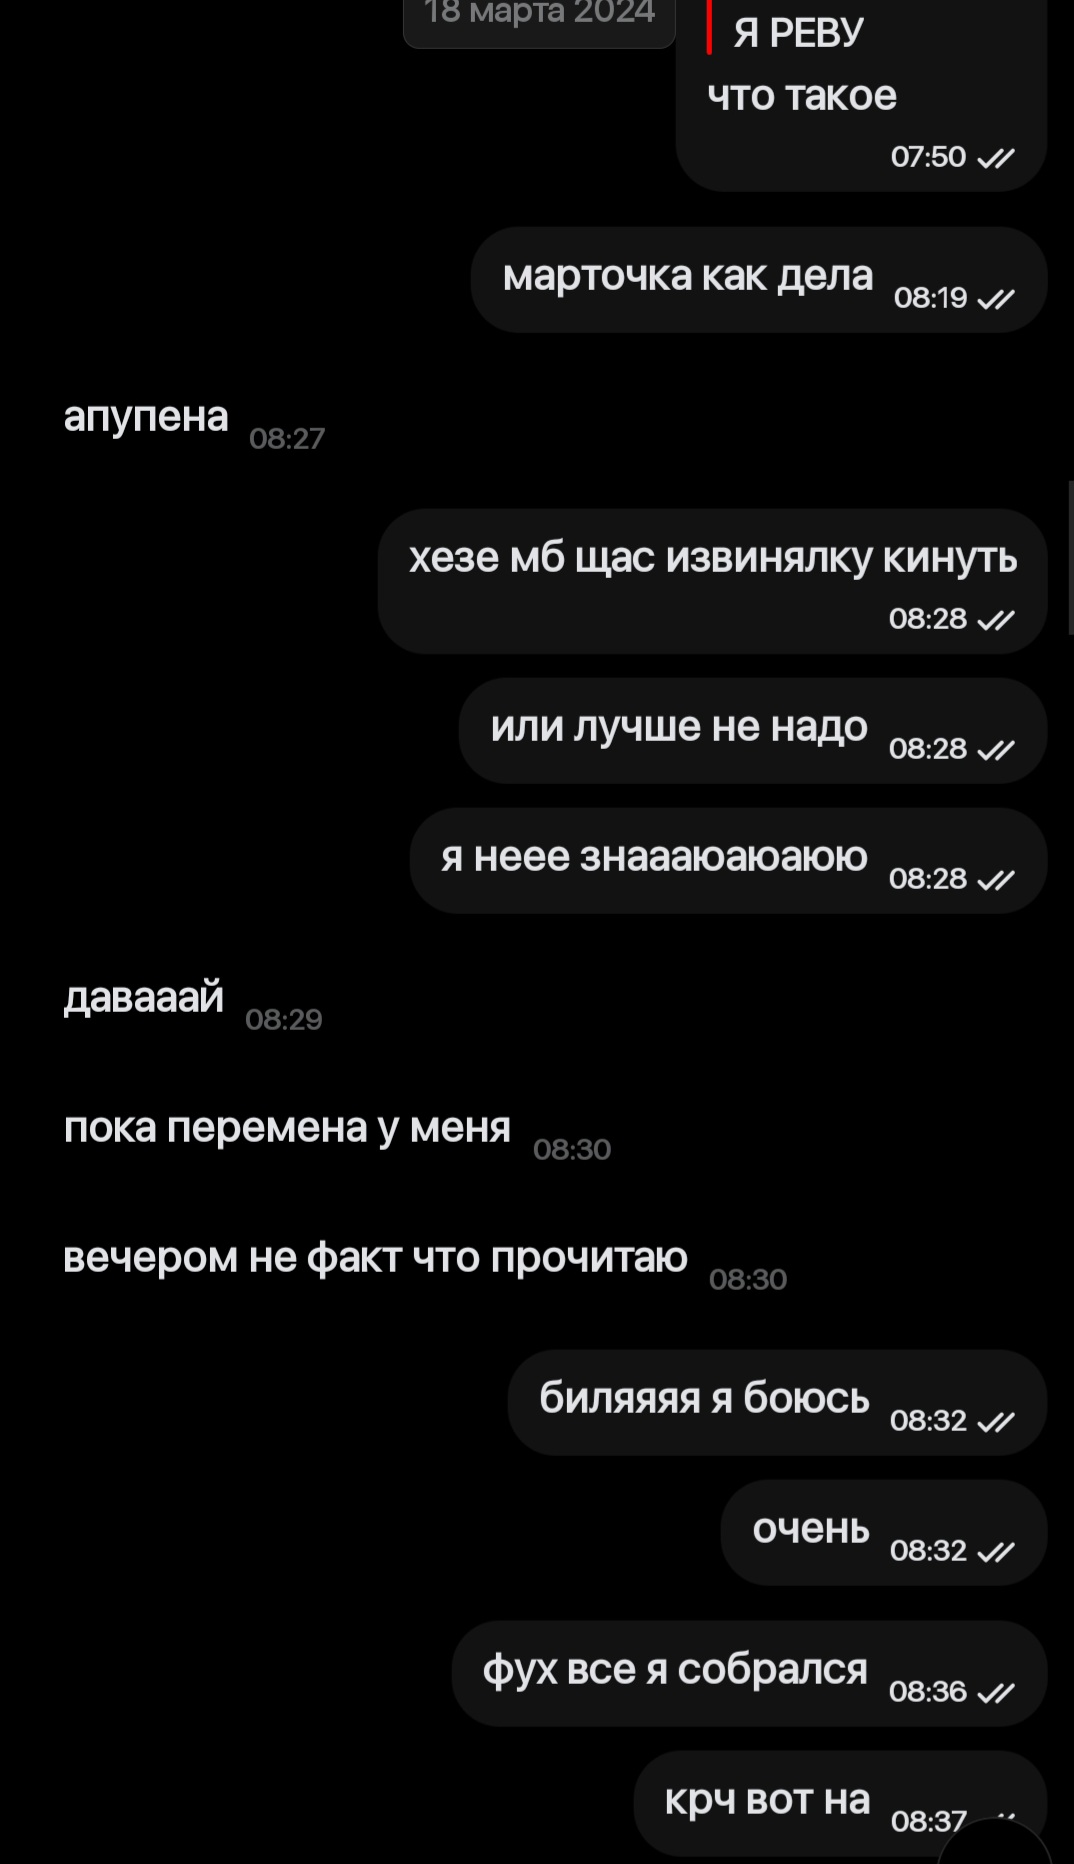 18 марта 2024
Я РЕВУ
что такое
07:50
марточка как дела 08:19
апупена 08:27
хезе мб щас извинялку кинуть
08:28
или лучше не надо 08:28
я неее знаааюаюаюю 08:28
давааай 08:29
пока перемена у меня 08:30
вечером не факт что прочитаю 08:30
биляяяя я боюсь 08:32
очень 08:32
фух все я собрался 08:36
крч вот на 08:37